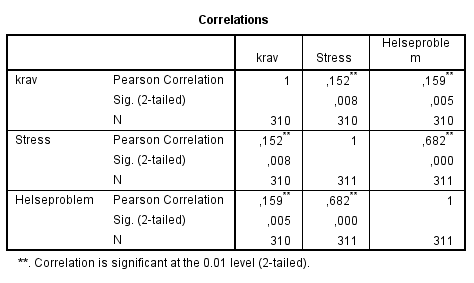 Correlations
krav Stress Helseproble
m
krav Pearson Correlation 1 ,152** ,159**
Sig. (2-tailed) ,008 ,005
N 310 310 310
Stress Pearson Correlation ,152** 1 ,682**
Sig. (2-tailed) ,008 ,000
N 310 311 311
Helseproblem Pearson Correlation ,159** ,682** 1
Sig. (2-tailed) ,005 ,000
N 310 311 311
**. Correlation is significant at the 0.01 level (2-tailed).